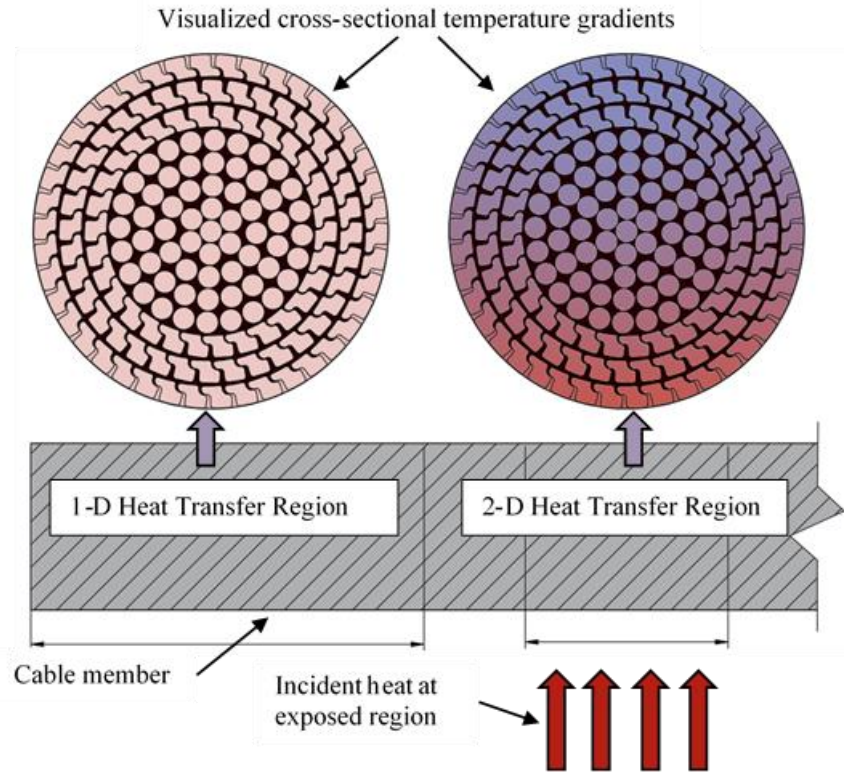 Visualized cross-sectional temperature gradients
1-D Heat Transfer Region
2-D Heat Transfer Region
Cable member
Incident heat at
exposed region